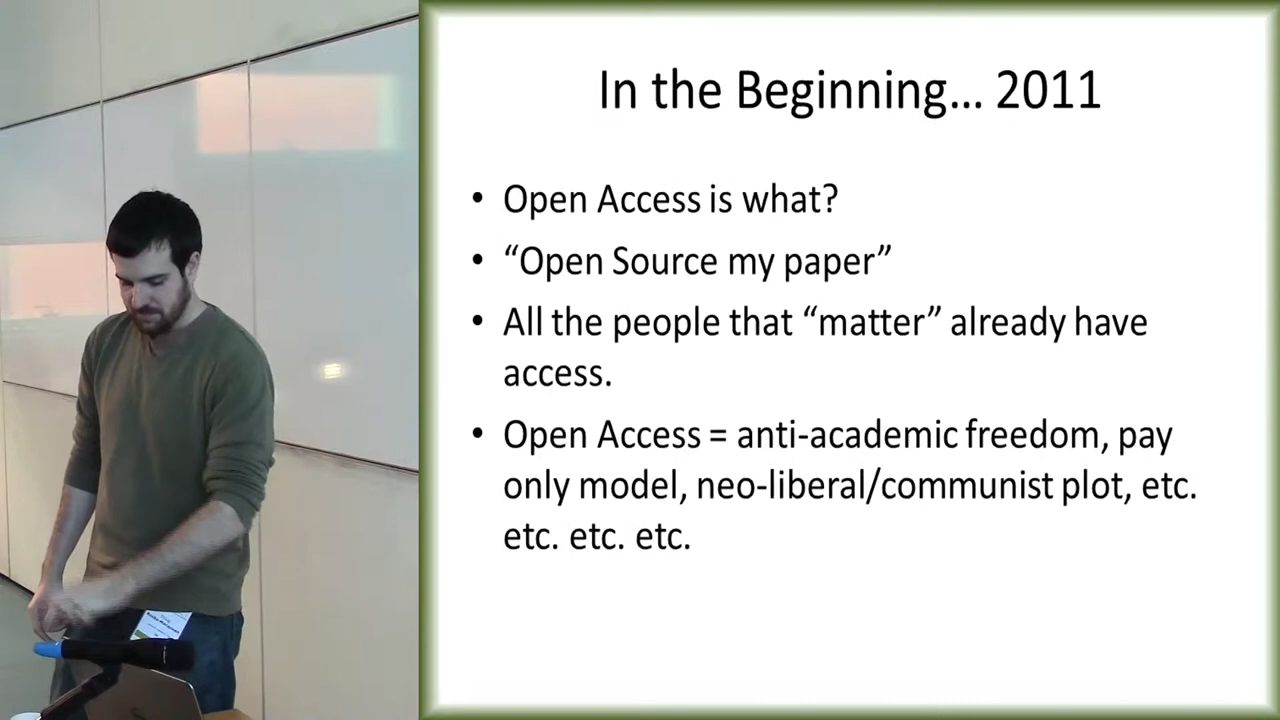 In the Beginning... 2011
• Open Access is what?
• “Open Source my paper”
• All the people that “matter” already have
access.
• Open Access = anti-academic freedom, pay
only model, neo-liberal/communist plot, etc.
etc. etc. etc.